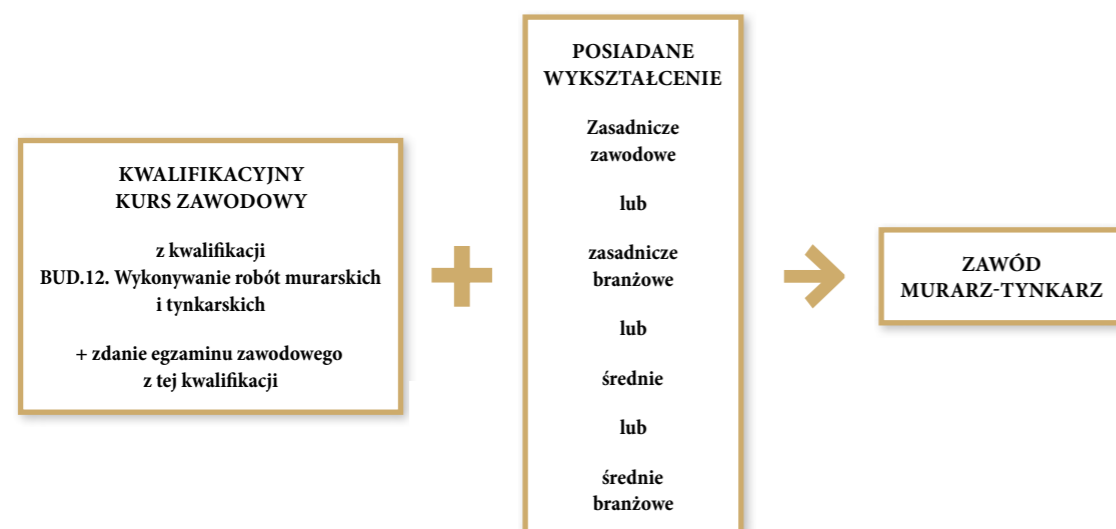 KWALIFIKACYJNY
KURS ZAWODOWY
z kwalifikacji
BUD.12. Wykonywanie robót murarskich
i tynkarskich
+ zdanie egzaminu zawodowego
z tej kwalifikacji
+
POSIADANE
WYKSZTAŁCENIE
Zasadnicze
zawodowe
lub
zasadnicze
branżowe
lub
średnie
lub
średnie
branżowe
ZAWÓD
MURARZ-TYNKARZ